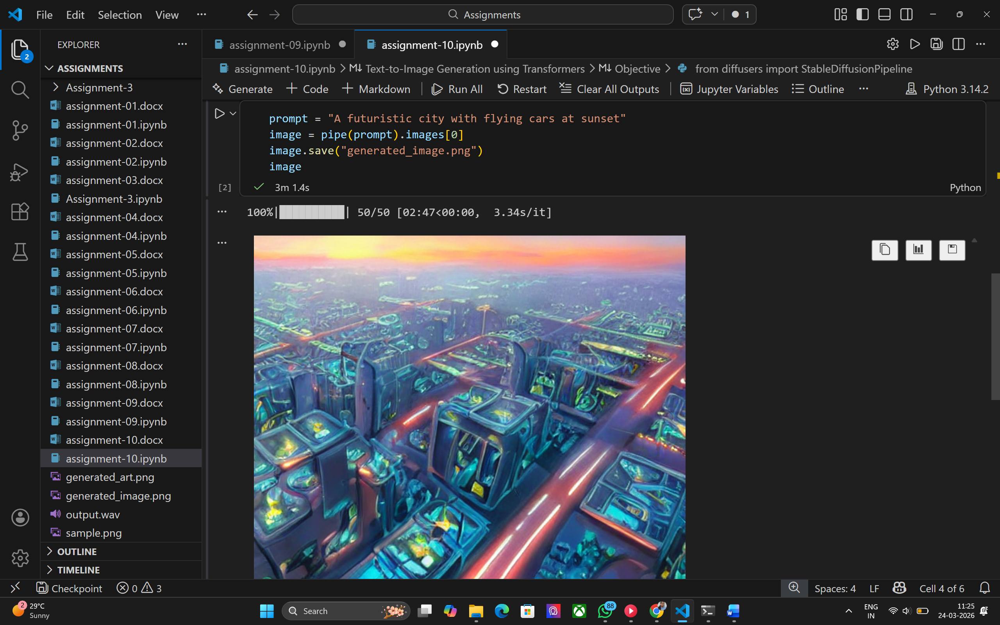 File Edit Selection View ··· Assignments 1
EXPLORER ···
2
ASSIGNMENTS
Assignment-3
assignment-01.docx
assignment-01.ipynb
assignment-02.docx
assignment-02.ipynb
assignment-03.docx
Assignment-3.ipynb
assignment-04.docx
assignment-04.ipynb
assignment-05.docx
assignment-05.ipynb
assignment-06.docx
assignment-06.ipynb
assignment-07.docx
assignment-07.ipynb
assignment-08.docx
assignment-08.ipynb
assignment-09.docx
assignment-09.ipynb
assignment-10.docx
assignment-10.ipynb
generated_art.png
generated_image.png
output.wav
sample.png
OUTLINE
TIMELINE
assignment-09.ipynb assignment-10.ipynb
assignment-10.ipynb > M↓ Text-to-Image Generation using Transformers > M↓ Objective > from diffusers import StableDiffusionPipeline
Generate + Code + Markdown | Run All Restart Clear All Outputs | Jupyter Variables Outline ··· Python 3.14.2
prompt = "A futuristic city with flying cars at sunset"
image = pipe(prompt).images[0]
image.save("generated_image.png")
image
[2] 3m 1.4s Python
100%|██████████| 50/50 [02:47<00:00,  3.34s/it]
Checkpoint 0 3 Spaces: 4 LF Cell 4 of 6
2 29°C
Sunny
Search
88
ENG
IN
11:25
24-03-2026